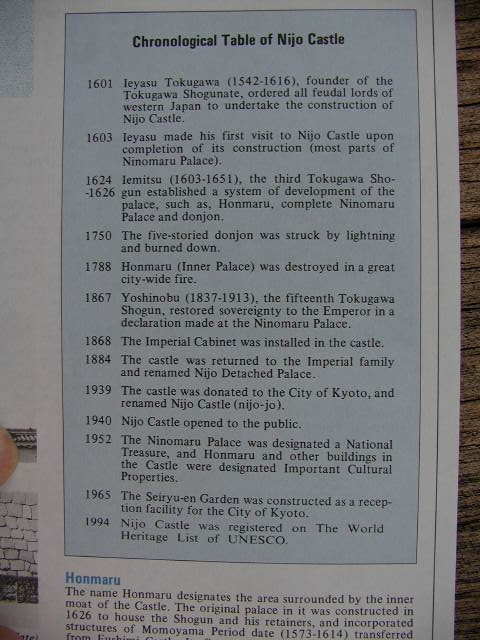 Chronological Table of Nijo Castle
1601 Ieyasu Tokugawa (1542-1616), founder of the
Tokugawa Shogunate, ordered all feudal lords of
western Japan to undertake the construction of
Nijo Castle.
1603 Ieyasu made his first visit to Nijo Castle upon
completion of its construction (most parts of
Ninomaru Palace).
1624 Iemitsu (1603-1651), the third Tokugawa Sho-
-1626 gun established a system of development of the
palace, such as, Honmaru, complete Ninomaru
Palace and donjon.
1750 The five-storied donjon was struck by lightning
and burned down.
1788 Honmaru (Inner Palace) was destroyed in a great
city-wide fire.
1867 Yoshinobu (1837-1913), the fifteenth Tokugawa
Shogun, restored sovereignty to the Emperor in a
declaration made at the Ninomaru Palace.
1868 The Imperial Cabinet was installed in the castle.
1884 The castle was returned to the Imperial family
and renamed Nijo Detached Palace.
1939 The castle was donated to the City of Kyoto, and
renamed Nijo Castle (nijo-jo).
1940 Nijo Castle opened to the public.
1952 The Ninomaru Palace was designated a National
Treasure, and Honmaru and other buildings in
the Castle were designated Important Cultural
Properties.
1965 The Seiryu-en Garden was constructed as a recep-
tion facility for the City of Kyoto.
1994 Nijo Castle was registered on The World
Heritage List of UNESCO.
Honmaru
The name Honmaru designates the area surrounded by the inner
moat of the Castle. The original palace in it was constructed in
1626 to house the Shogun and his retainers, and incorporated
structures of Momoyama Period date (1573-1614) transferred